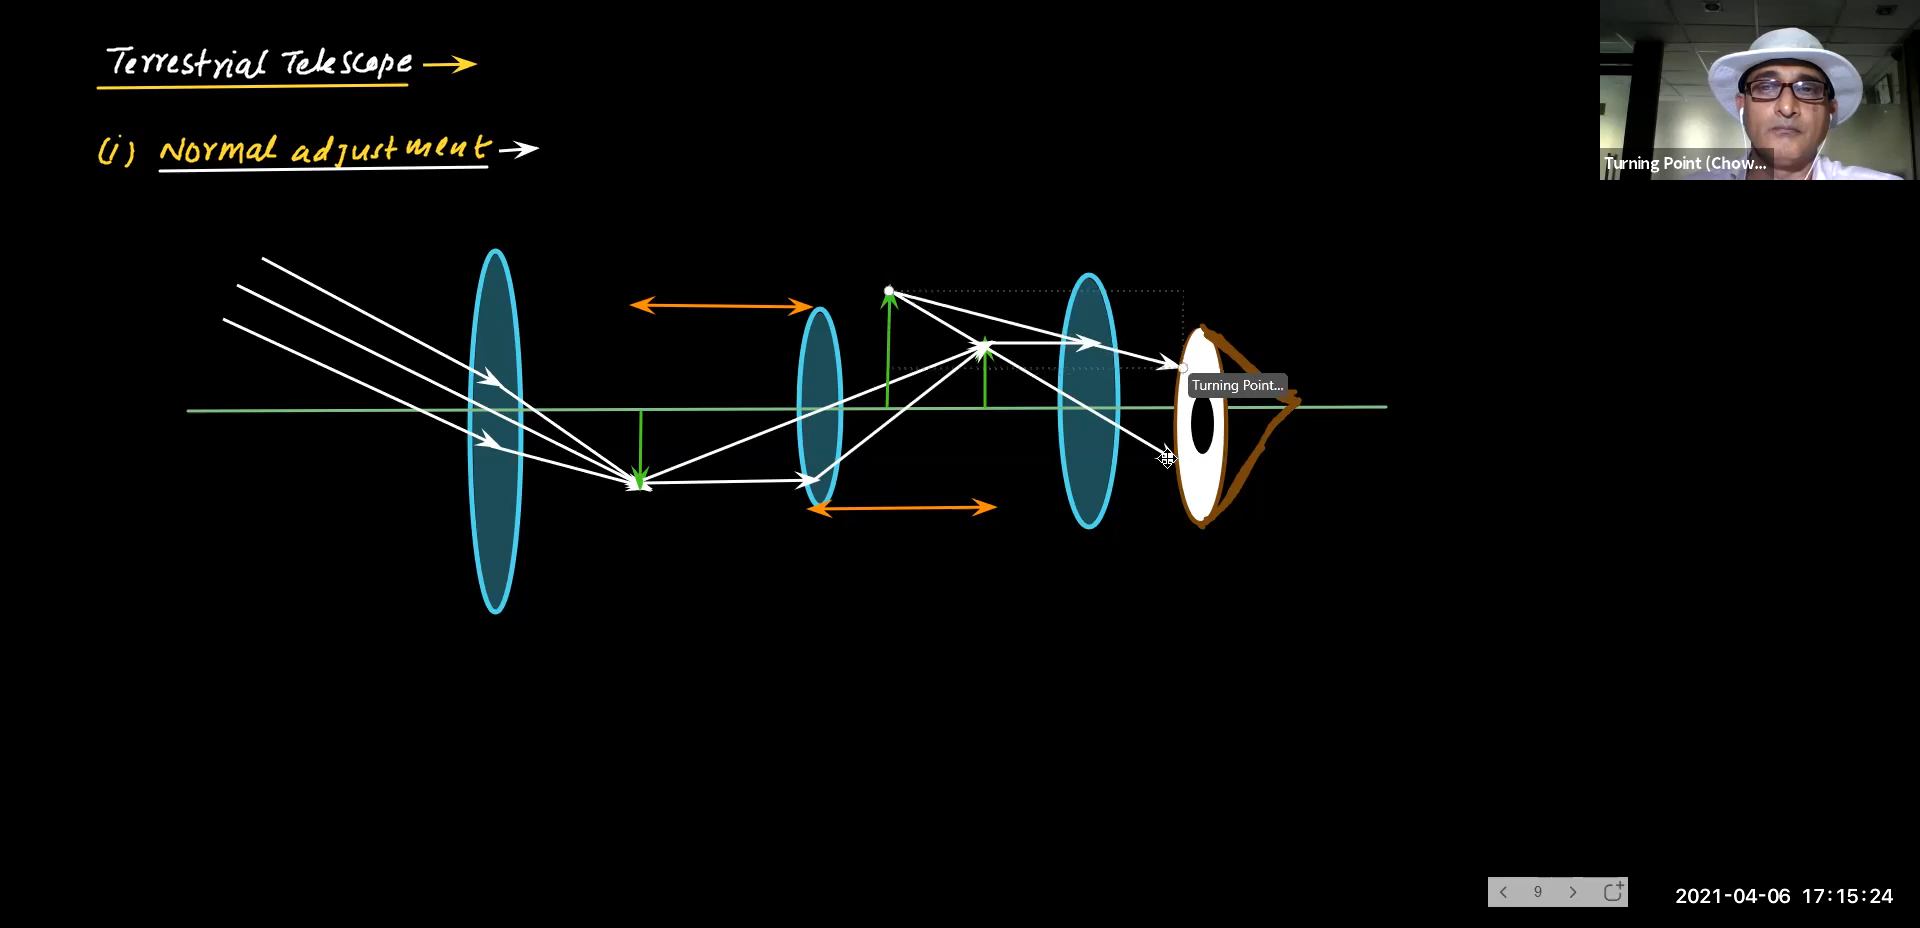 Terrestrial Telescope
(i) Normal adjustment
Turning Point (Chow...
Turning Point...
9
2021-04-06 17:15:24